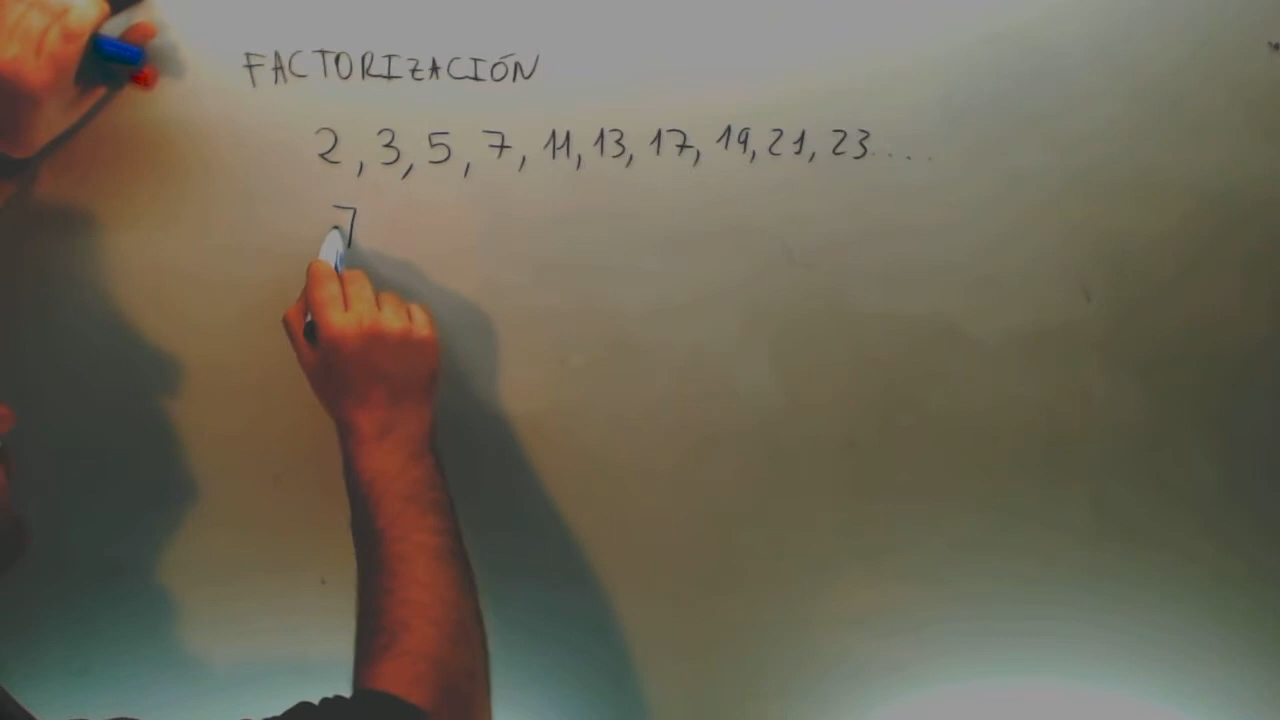 FACTORIZACIÓN
2, 3, 5, 7, 11, 13, 17, 19, 21, 23....
7